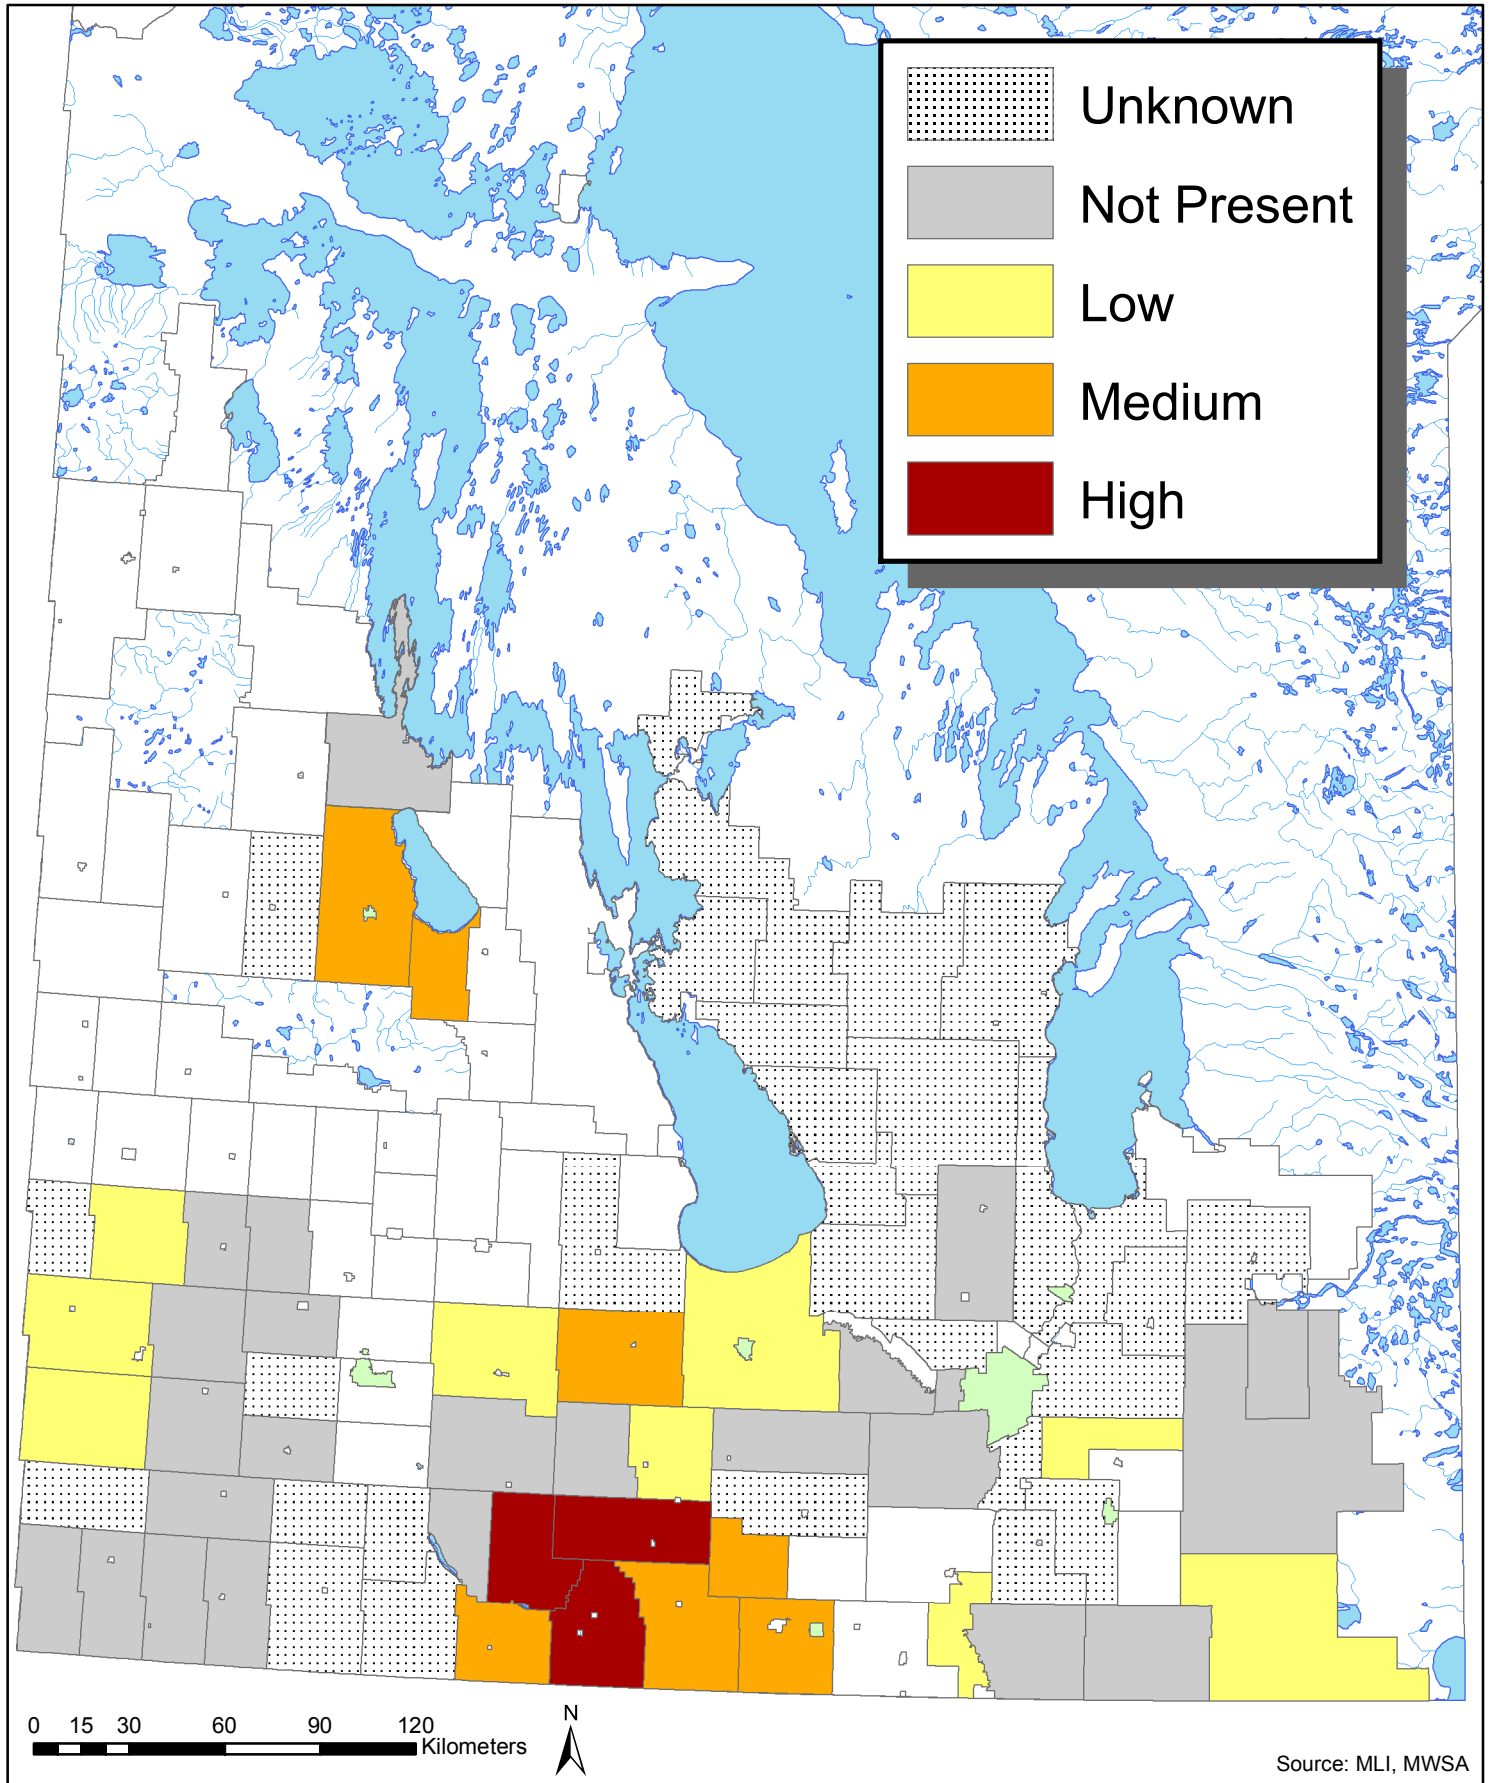 Unknown
Not Present
Low
Medium
High
0 15 30 60 90 120
Kilometers
N
Source: MLI, MWSA